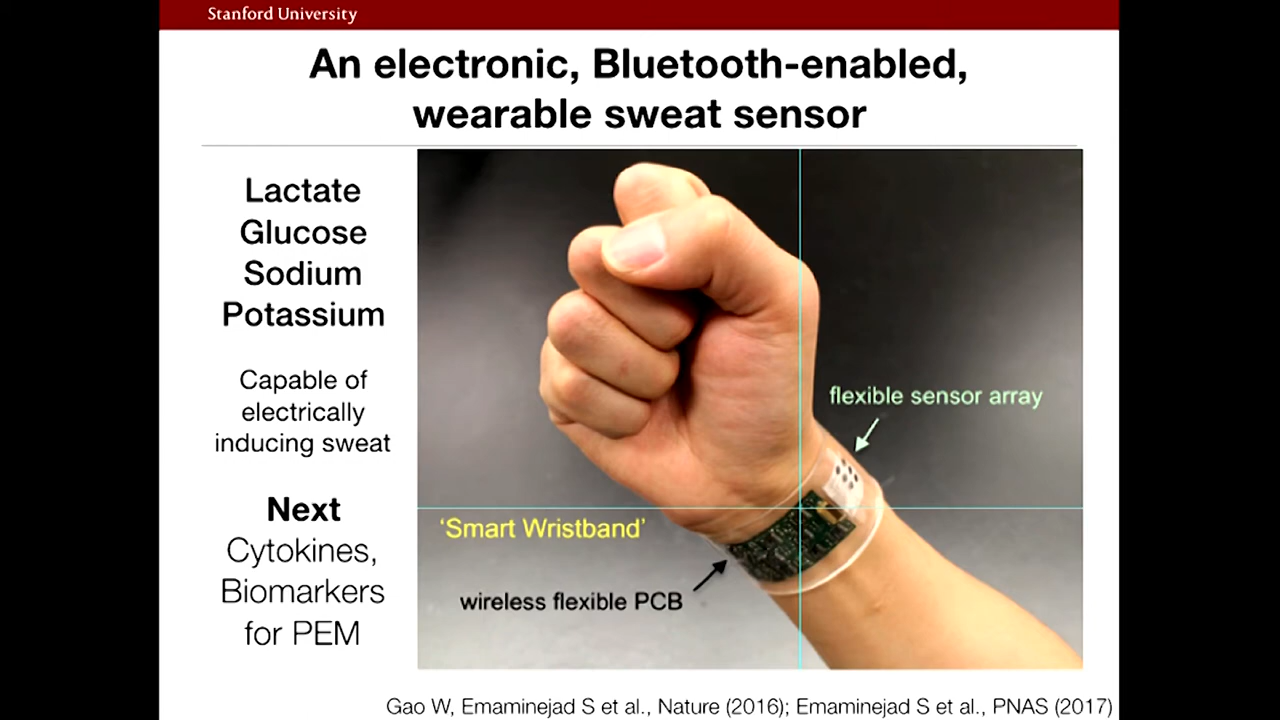 Stanford University
An electronic, Bluetooth-enabled,
wearable sweat sensor
Lactate
Glucose
Sodium
Potassium
Capable of
electrically
inducing sweat
Next
Cytokines,
Biomarkers
for PEM
flexible sensor array
'Smart Wristband'
wireless flexible PCB
Gao W, Emaminejad S et al., Nature (2016); Emaminejad S et al., PNAS (2017)